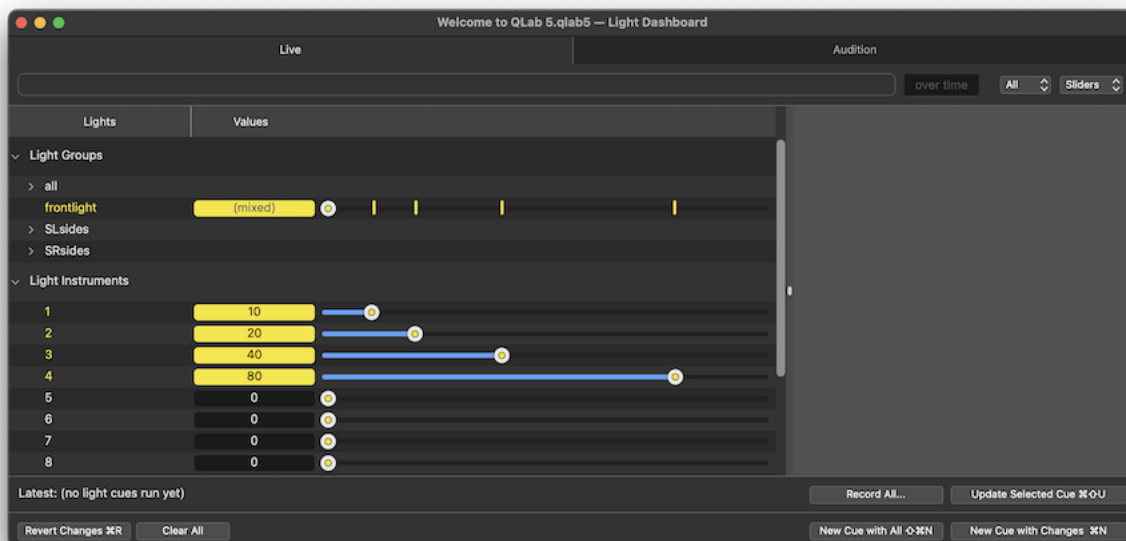 Welcome to QLab 5.qlab5 — Light Dashboard
Live Audition
over time All Sliders
Lights Values
Light Groups
all
frontlight (mixed)
SLsides
SRsides
Light Instruments
1 10
2 20
3 40
4 80
5 0
6 0
7 0
8 0
Latest: (no light cues run yet) Record All... Update Selected Cue ⌘⇧U
Revert Changes ⌘R Clear All New Cue with All ⇧⌘N New Cue with Changes ⌘N